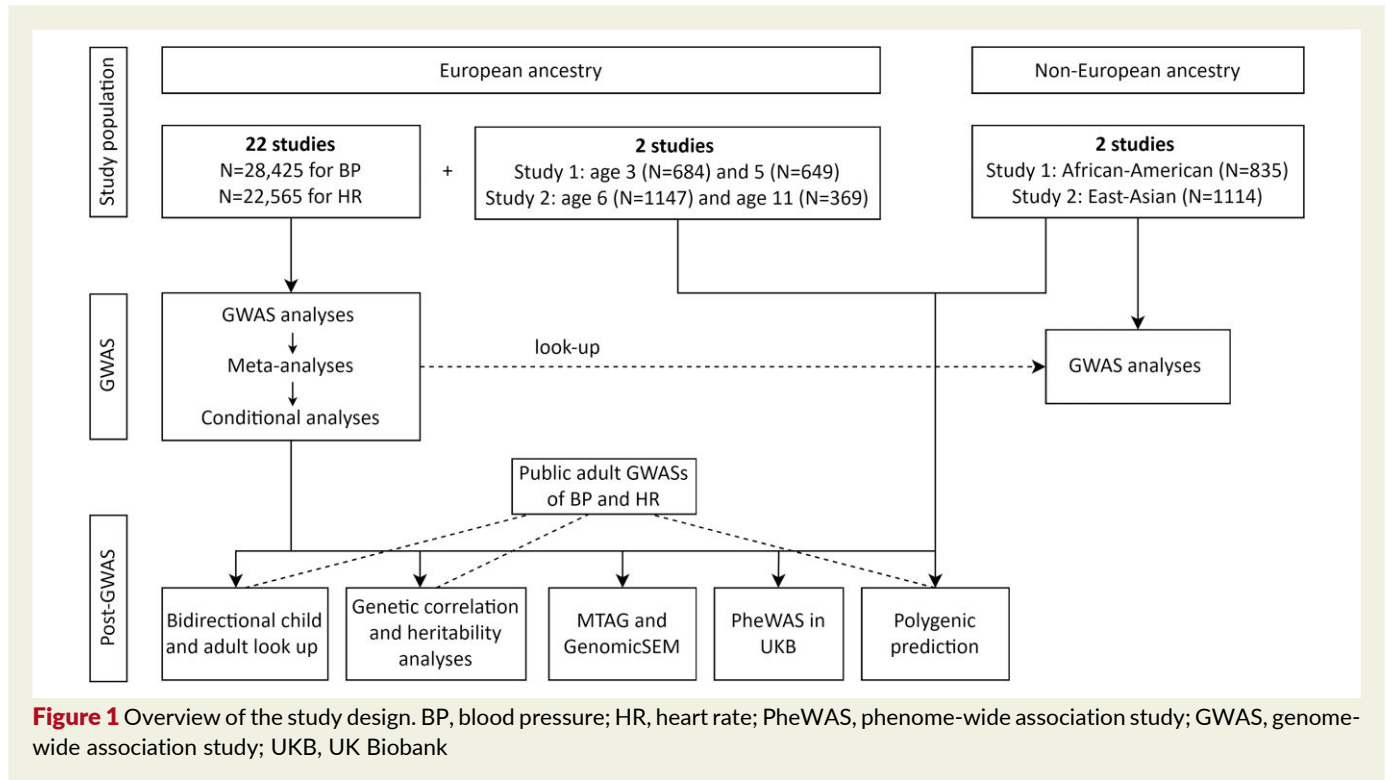 Study population
European ancestry
Non-European ancestry
22 studies
N=28,425 for BP
N=22,565 for HR
+
2 studies
Study 1: age 3 (N=684) and 5 (N=649)
Study 2: age 6 (N=1147) and age 11 (N=369)
2 studies
Study 1: African-American (N=835)
Study 2: East-Asian (N=1114)
GWAS
GWAS analyses
Meta-analyses
Conditional analyses
look-up
GWAS analyses
Post-GWAS
Public adult GWASs
of BP and HR
Bidirectional child
and adult look up
Genetic correlation
and heritability
analyses
MTAG and
GenomicSEM
PheWAS in
UKB
Polygenic
prediction
Figure 1 Overview of the study design. BP, blood pressure; HR, heart rate; PheWAS, phenome-wide association study; GWAS, genome-
wide association study; UKB, UK Biobank